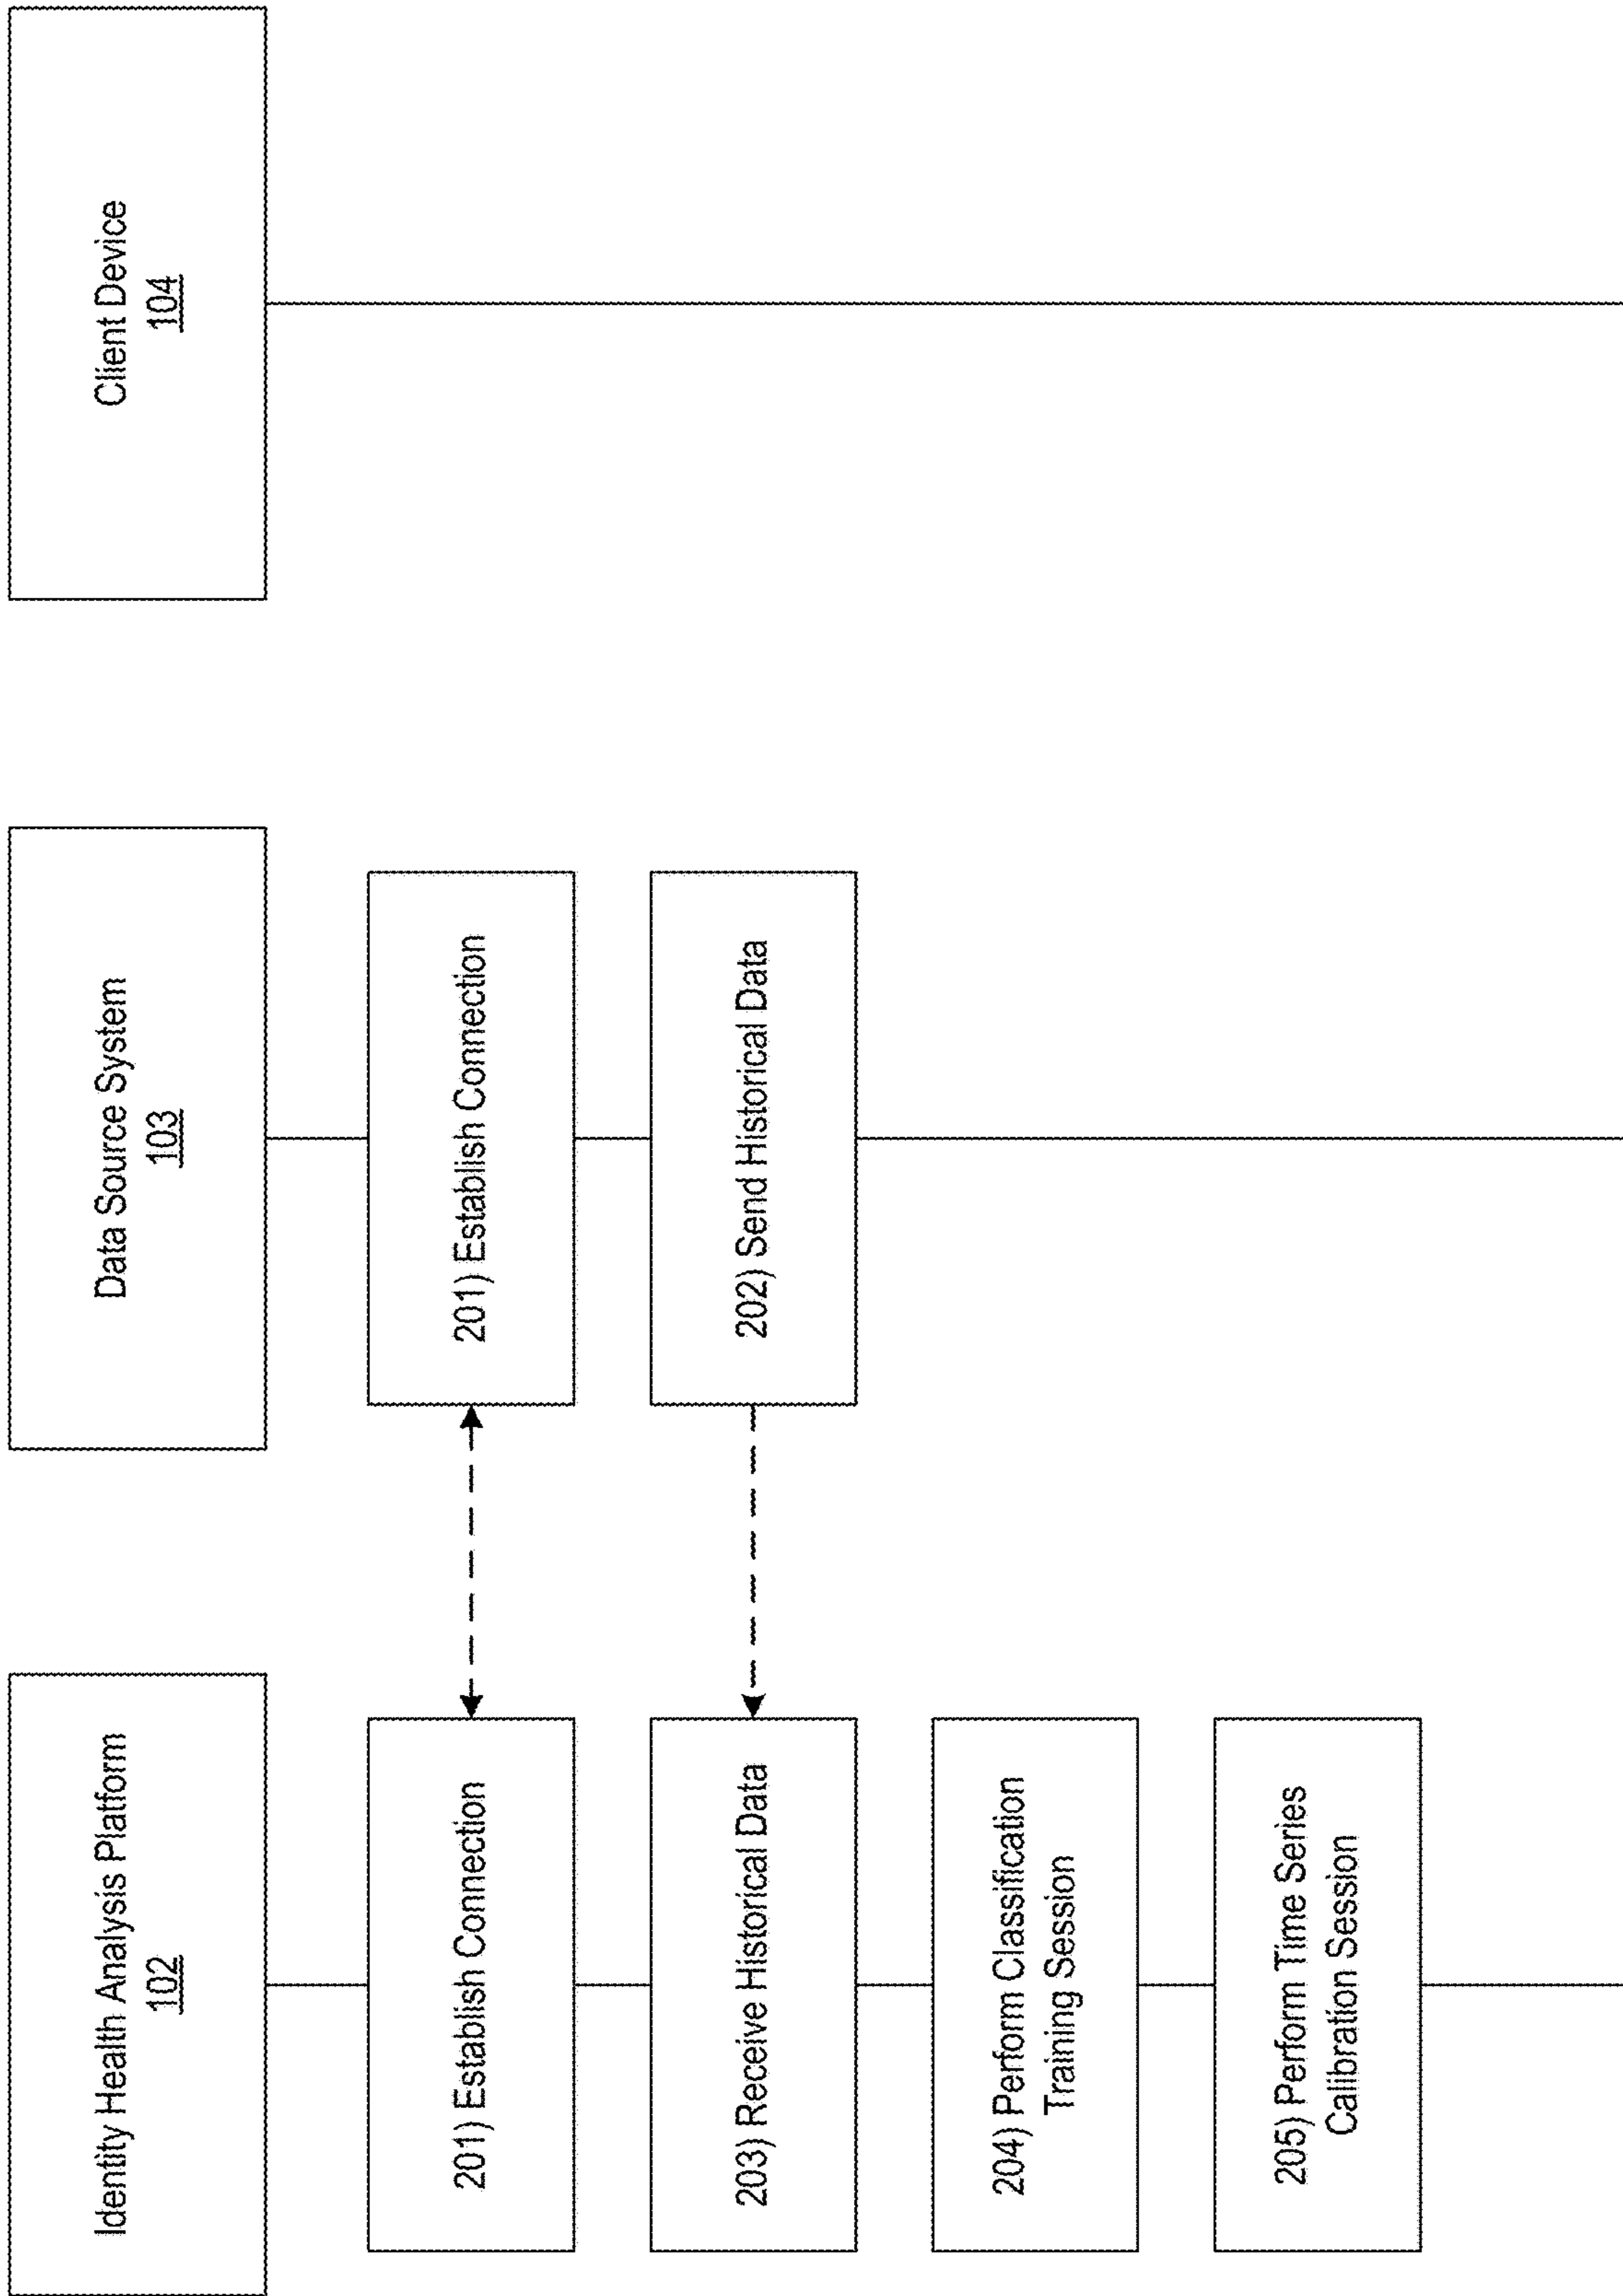 Identity Health Analysis Platform
102
Data Source System
103
Client Device
104
201) Establish Connection
201) Establish Connection
203) Receive Historical Data
202) Send Historical Data
204) Perform Classification
Training Session
205) Perform Time Series
Calibration Session